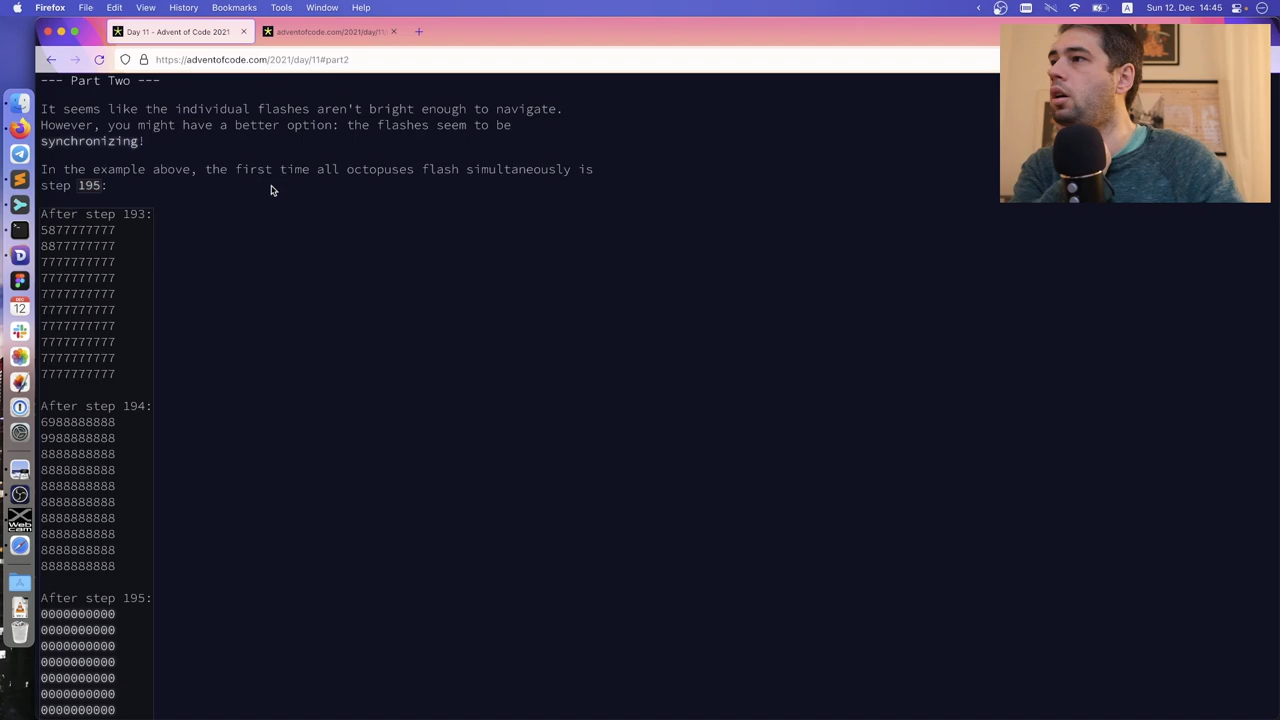 Firefox File Edit View History Bookmarks Tools Window Help
A Sun 12. Dec 14:45
Day 11 - Advent of Code 2021
adventofcode.com/2021/day/11/
https://adventofcode.com/2021/day/11#part2
--- Part Two ---
It seems like the individual flashes aren't bright enough to navigate.
However, you might have a better option: the flashes seem to be
synchronizing!
In the example above, the first time all octopuses flash simultaneously is
step 195:
After step 193:
5877777777
8877777777
7777777777
7777777777
7777777777
7777777777
7777777777
7777777777
7777777777
7777777777
After step 194:
6988888888
9988888888
8888888888
8888888888
8888888888
8888888888
8888888888
8888888888
8888888888
8888888888
After step 195:
0000000000
0000000000
0000000000
0000000000
0000000000
0000000000
0000000000
DEC
12
Web
cam